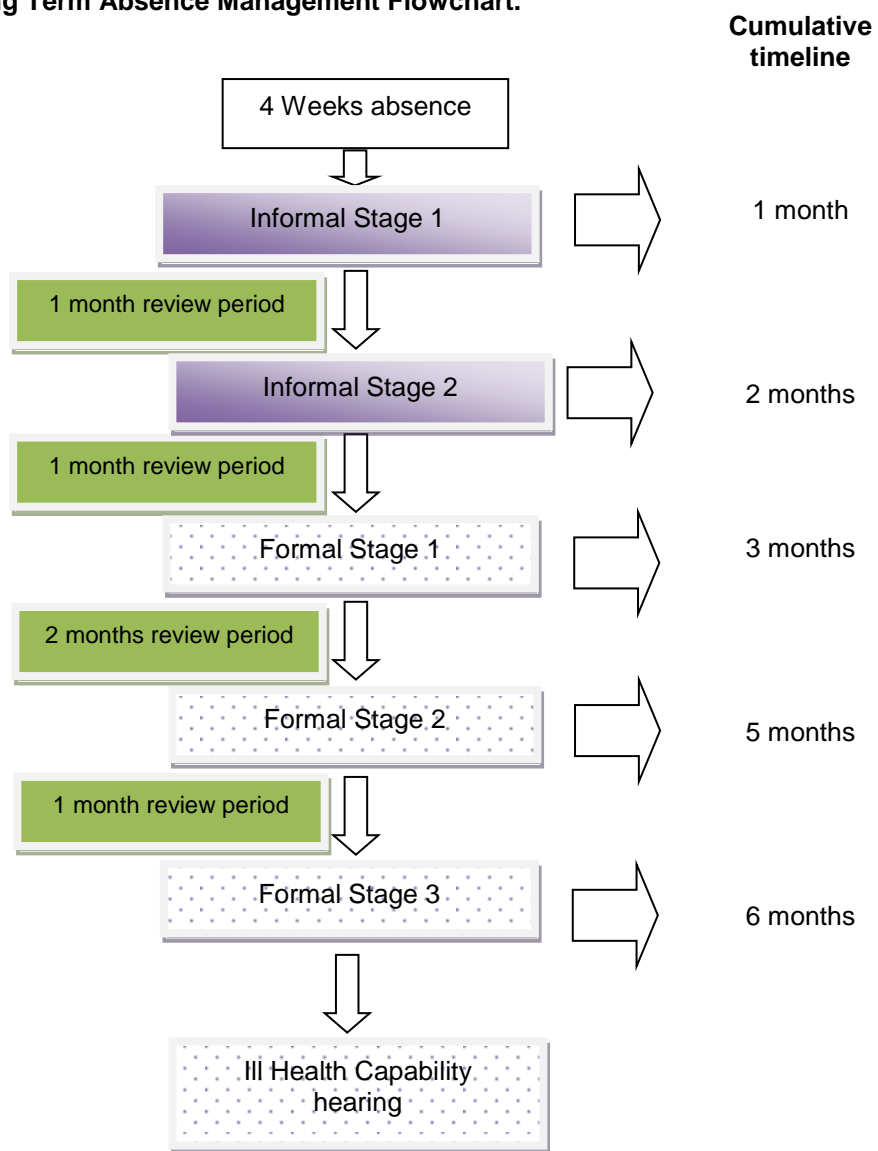 Term Absence Management Flowchart.
Cumulative
timeline
4 Weeks absence
Informal Stage 1
1 month
1 month review period
Informal Stage 2
2 months
1 month review period
Formal Stage 1
3 months
2 months review period
Formal Stage 2
5 months
1 month review period
Formal Stage 3
6 months
Ill Health Capability
hearing